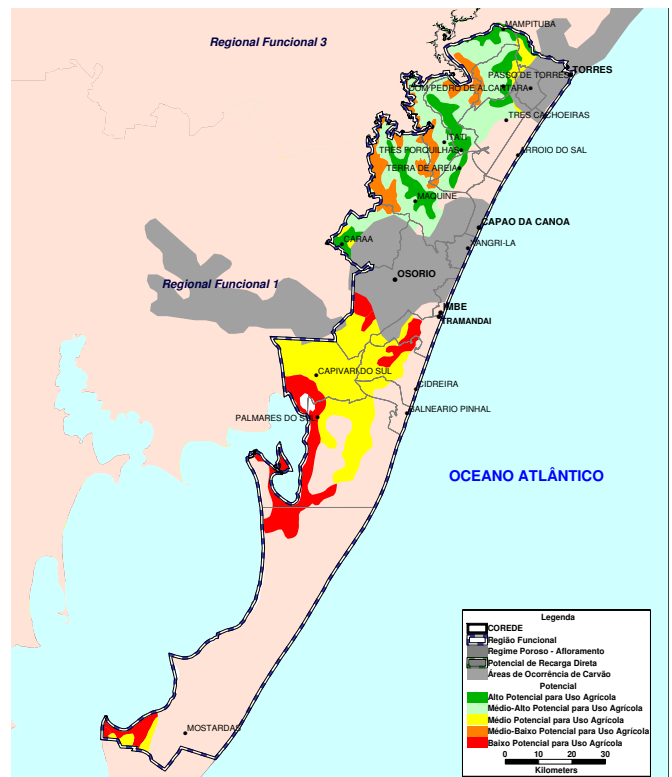 Regional Funcional 3
MAMPITUBA
TORRES
PASSO DE TORRES
DOM PEDRO DE ALCANTARA
TRES CACHOEIRAS
ITATI
TRES FORQUILHAS
ARROIO DO SAL
TERRA DE AREIA
MAQUINE
CAPAO DA CANOA
CARAA
XANGRI-LA
OSORIO
Regional Funcional 1
IMBE
TRAMANDAI
CAPIVARI DO SUL
CIDREIRA
BALNEARIO PINHAL
PALMARES DO SUL
OCEANO ATLÂNTICO
MOSTARDAS
Legenda
COREDE
Região Funcional
Regime Poroso - Afloramento
Potencial de Recarga Direta
Áreas de Ocorrência de Carvão
Potencial
Alto Potencial para Uso Agrícola
Médio-Alto Potencial para Uso Agrícola
Médio Potencial para Uso Agrícola
Médio-Baixo Potencial para Uso Agrícola
Baixo Potencial para Uso Agrícola
0 10 20 30
Kilometers